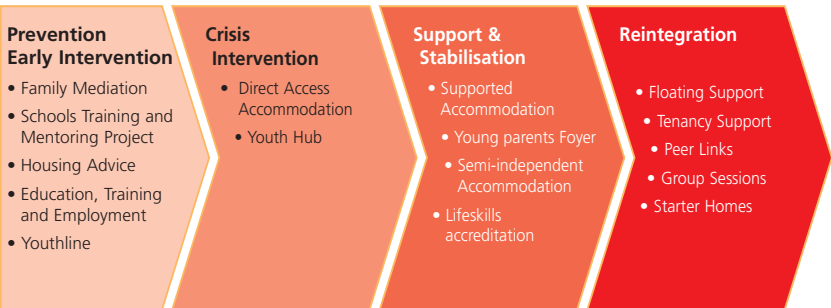 Prevention
Early Intervention
• Family Mediation
• Schools Training and
Mentoring Project
• Housing Advice
• Education, Training
and Employment
• Youthline
Crisis
Intervention
• Direct Access
Accommodation
• Youth Hub
Support &
Stabilisation
• Supported
Accommodation
• Young parents Foyer
• Semi-independent
Accommodation
• Lifeskills
accreditation
Reintegration
• Floating Support
• Tenancy Support
• Peer Links
• Group Sessions
• Starter Homes